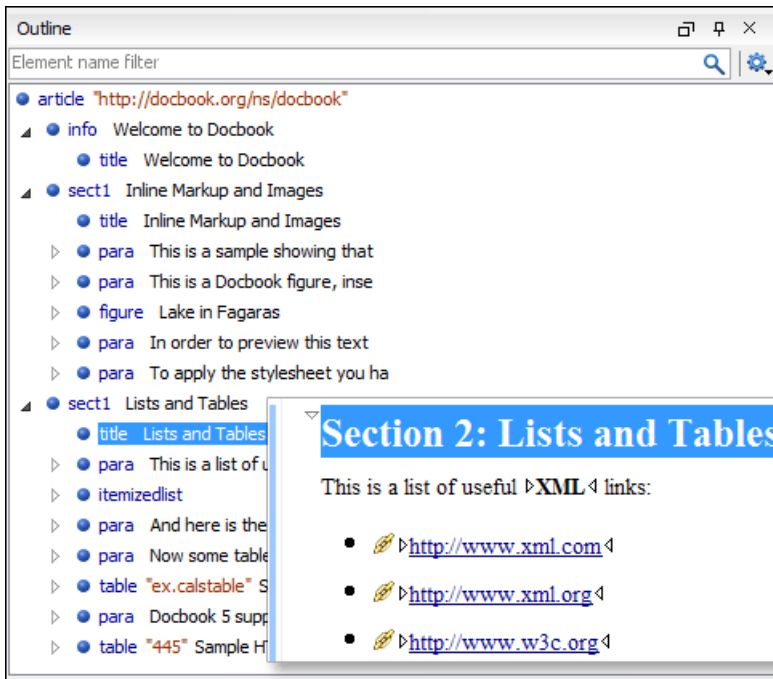 Outline
Element name filter
article "http://docbook.org/ns/docbook"
info Welcome to Docbook
title Welcome to Docbook
sect1 Inline Markup and Images
title Inline Markup and Images
para This is a sample showing that
para This is a Docbook figure, inse
figure Lake in Fagaras
para In order to preview this text
para To apply the stylesheet you ha
sect1 Lists and Tables
title Lists and Tables
para This is a list of u
itemizedlist
para And here is the
para Now some table
table "ex.calstable" S
para Docbook 5 supp
table "445" Sample HT
Section 2: Lists and Tables
This is a list of useful XML links:
http://www.xml.com
http://www.xml.org
http://www.w3c.org